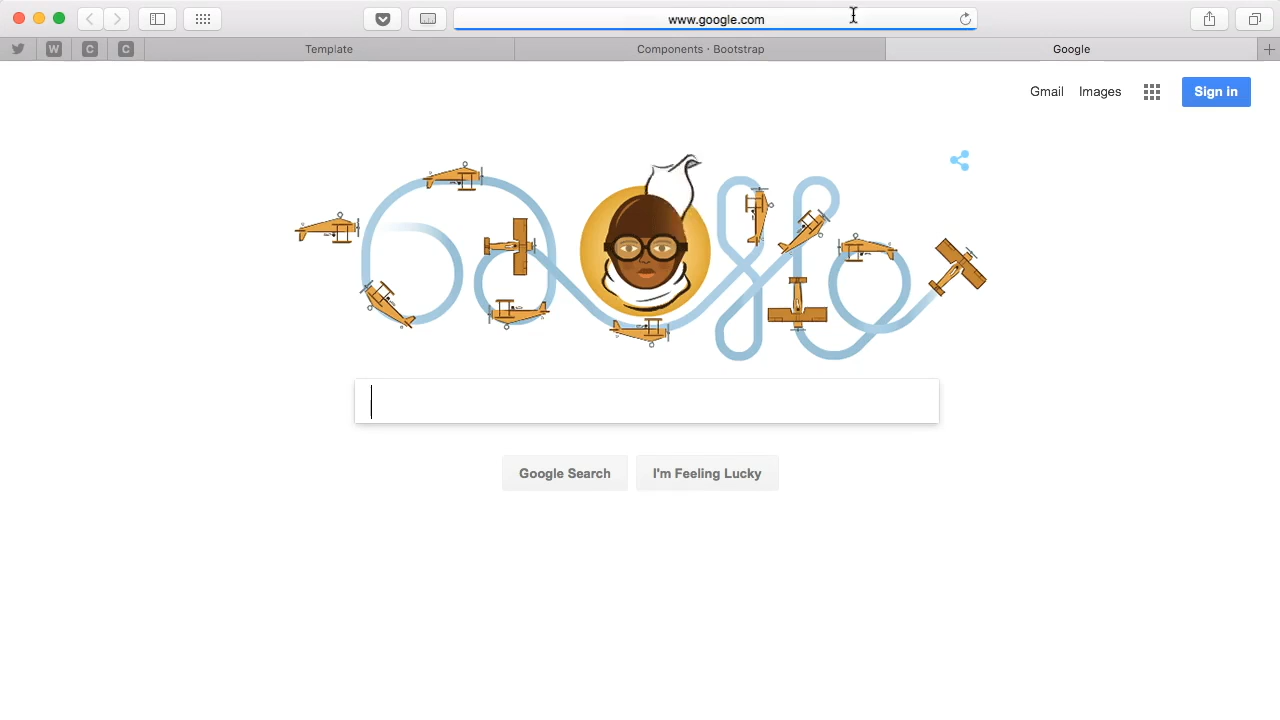 www.google.com
W
C
C
Template
Components · Bootstrap
Google
Gmail
Images
Sign in
Google Search
I'm Feeling Lucky